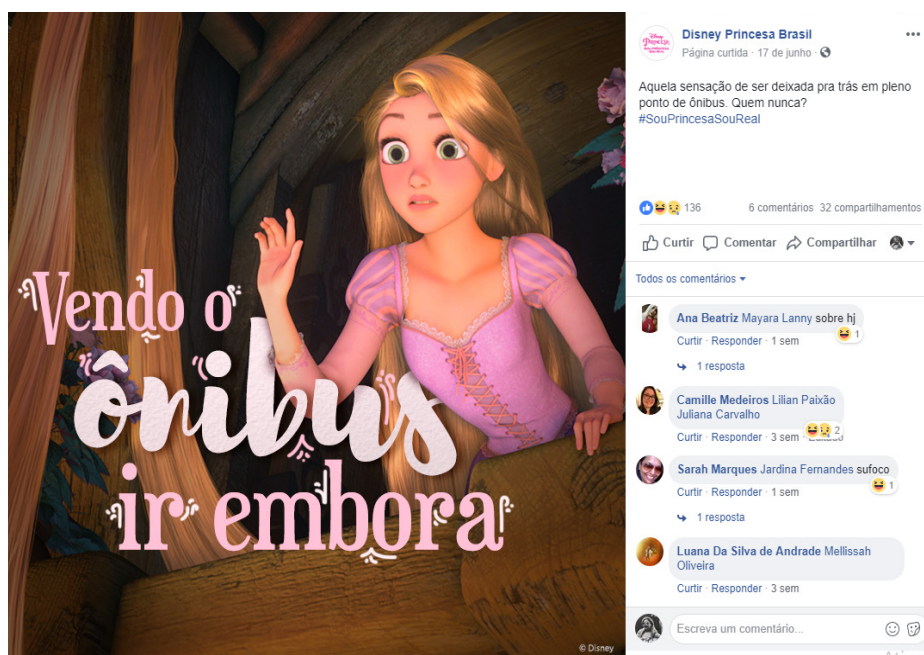 Vendo o
ônibus
ir embora
© Disney
Disney
PRINCESA
Disney Princesa Brasil
Página curtida · 17 de junho ·
Aquela sensação de ser deixada pra trás em pleno
ponto de ônibus. Quem nunca?
#SouPrincesaSouReal
136 6 comentários 32 compartilhamentos
Curtir Comentar Compartilhar
Todos os comentários
Ana Beatriz Mayara Lanny sobre hj
1
Curtir · Responder · 1 sem
1 resposta
Camille Medeiros Lilian Paixão
Juliana Carvalho
2
Curtir · Responder · 3 sem ·
Sarah Marques Jardina Fernandes sufoco
1
Curtir · Responder · 1 sem
1 resposta
Luana Da Silva de Andrade Mellissah
Oliveira
Curtir · Responder · 3 sem
Escreva um comentário...